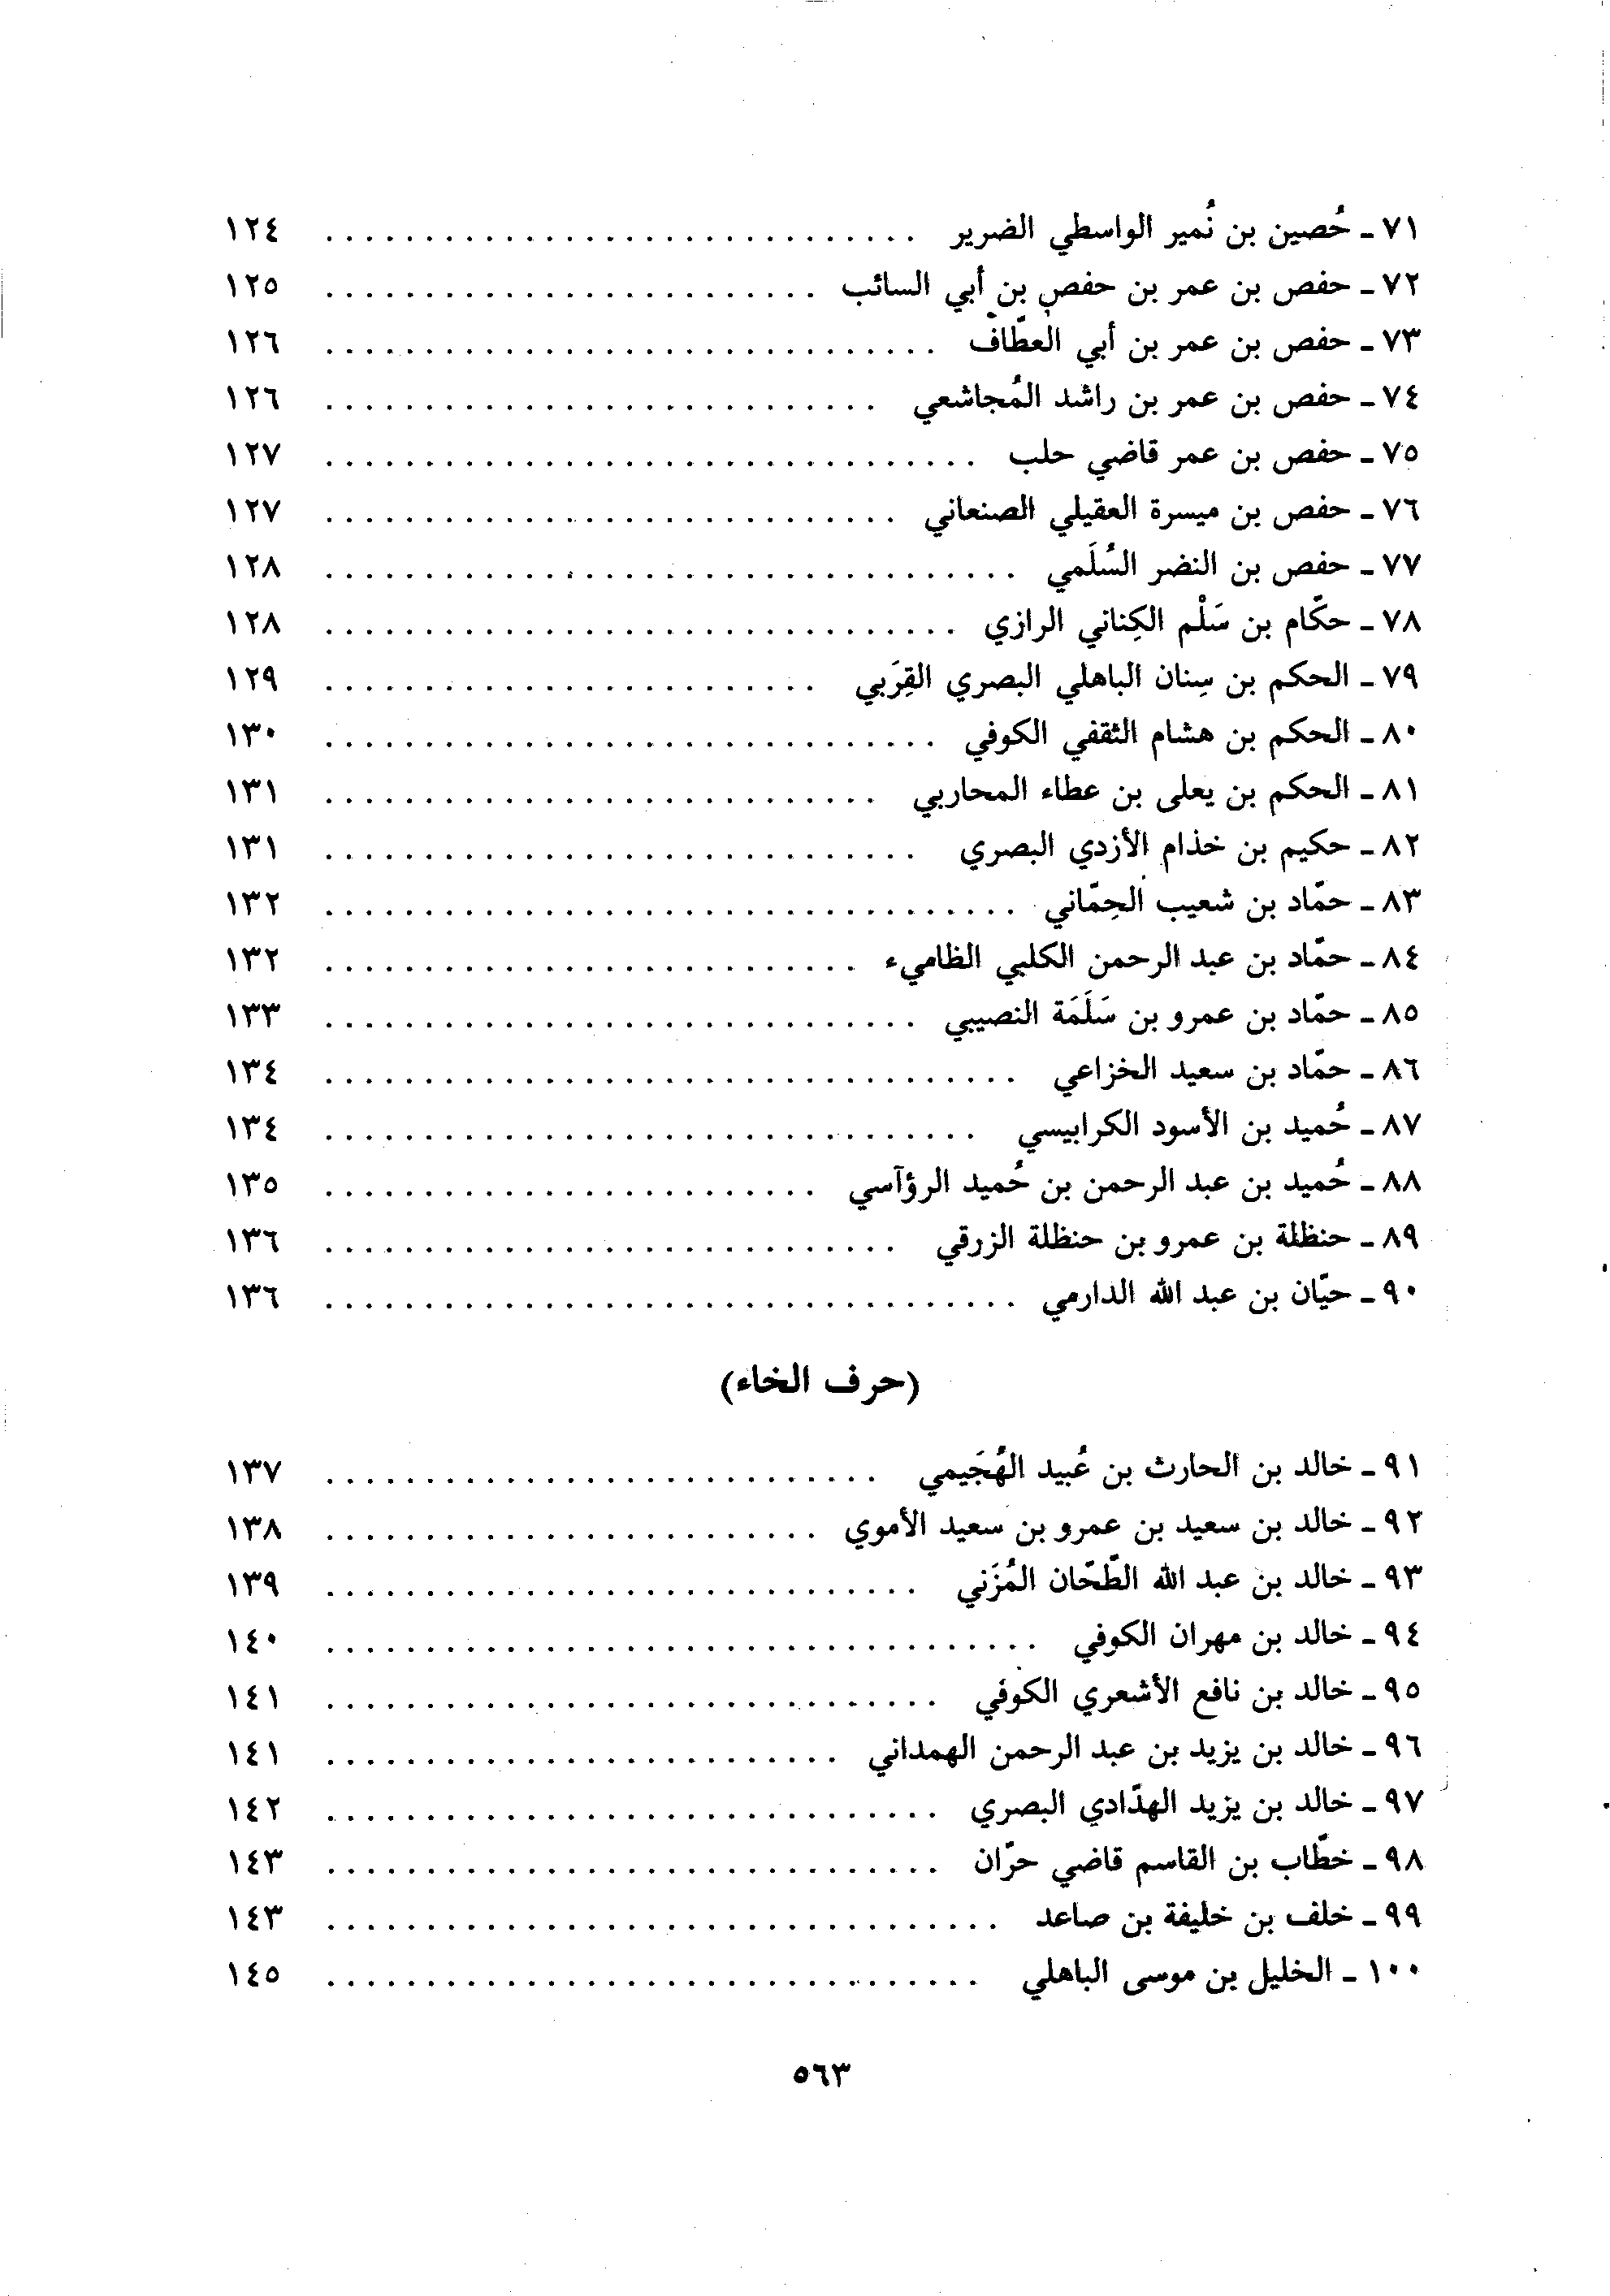 ٧١ ـ حُصين بن نُمير الواسطي الضرير . . . . . . . . . . . . . . . . . . . . . . . . . . . . . . ١٢٤
٧٢ ـ حفص بن عمر بن حفص بن أبي السائب . . . . . . . . . . . . . . . . . . . . . . . . . ١٢٥
٧٣ ـ حفص بن عمر بن أبي العطّاف . . . . . . . . . . . . . . . . . . . . . . . . . . . . . . . ١٢٦
٧٤ ـ حفص بن عمر بن راشد المُجاشعي . . . . . . . . . . . . . . . . . . . . . . . . . . . . ١٢٦
٧٥ ـ حفص بن عمر قاضي حلب . . . . . . . . . . . . . . . . . . . . . . . . . . . . . . . . . ١٢٧
٧٦ ـ حفص بن ميسرة العقيلي الصنعاني . . . . . . . . . . . . . . . . . . . . . . . . . . . . . ١٢٧
٧٧ ـ حفص بن النضر السُلَمي . . . . . . . . . . . . . . . . . . . . . . . . . . . . . . . . . . . ١٢٨
٧٨ ـ حكّام بن سَلْم الكِناني الرازي . . . . . . . . . . . . . . . . . . . . . . . . . . . . . . . . ١٢٨
٧٩ ـ الحكم بن سِنان الباهلي البصري القِرَبي . . . . . . . . . . . . . . . . . . . . . . . . . ١٢٩
٨٠ ـ الحكم بن هشام الثقفي الكوفي . . . . . . . . . . . . . . . . . . . . . . . . . . . . . . . ١٣٠
٨١ ـ الحكم بن يعلى بن عطاء المحاربي . . . . . . . . . . . . . . . . . . . . . . . . . . . . ١٣١
٨٢ ـ حكيم بن خذام الأزدي البصري . . . . . . . . . . . . . . . . . . . . . . . . . . . . . . ١٣١
٨٣ ـ حمّاد بن شعيب الحِمّاني . . . . . . . . . . . . . . . . . . . . . . . . . . . . . . . . . . . ١٣٢
٨٤ ـ حمّاد بن عبد الرحمن الكلبي الظاميء . . . . . . . . . . . . . . . . . . . . . . . . . . . ١٣٢
٨٥ ـ حمّاد بن عمرو بن سَلَمَة النصيبي . . . . . . . . . . . . . . . . . . . . . . . . . . . . . . ١٣٣
٨٦ ـ حمّاد بن سعيد الخزاعي . . . . . . . . . . . . . . . . . . . . . . . . . . . . . . . . . . . ١٣٤
٨٧ ـ حُميد بن الأسود الكرابيسي . . . . . . . . . . . . . . . . . . . . . . . . . . . . . . . . . ١٣٤
٨٨ ـ حُميد بن عبد الرحمن بن حُميد الرؤآسي . . . . . . . . . . . . . . . . . . . . . . . . . ١٣٥
٨٩ ـ حنظلة بن عمرو بن حنظلة الزرقي . . . . . . . . . . . . . . . . . . . . . . . . . . . . . ١٣٦
٩٠ ـ حيّان بن عبد الله الدارمي . . . . . . . . . . . . . . . . . . . . . . . . . . . . . . . . . . . ١٣٦
(حرف الخاء)
٩١ ـ خالد بن الحارث بن عُبيد الهُجَيمي . . . . . . . . . . . . . . . . . . . . . . . . . . . . ١٣٧
٩٢ ـ خالد بن سعيد بن عمرو بن سعيد الأموي . . . . . . . . . . . . . . . . . . . . . . . . . ١٣٨
٩٣ ـ خالد بن عبد الله الطّحّان المُزَني . . . . . . . . . . . . . . . . . . . . . . . . . . . . . . ١٣٩
٩٤ ـ خالد بن مهران الكوفي . . . . . . . . . . . . . . . . . . . . . . . . . . . . . . . . . . . . ١٤٠
٩٥ ـ خالد بن نافع الأشعري الكوفي . . . . . . . . . . . . . . . . . . . . . . . . . . . . . . . ١٤١
٩٦ ـ خالد بن يزيد بن عبد الرحمن الهمداني . . . . . . . . . . . . . . . . . . . . . . . . . . ١٤١
٩٧ ـ خالد بن يزيد الهدّادي البصري . . . . . . . . . . . . . . . . . . . . . . . . . . . . . . . ١٤٢
٩٨ ـ خطّاب بن القاسم قاضي حرّان . . . . . . . . . . . . . . . . . . . . . . . . . . . . . . . ١٤٣
٩٩ ـ خلف بن خليفة بن صاعد . . . . . . . . . . . . . . . . . . . . . . . . . . . . . . . . . . ١٤٣
١٠٠ ـ الخليل بن موسى الباهلي . . . . . . . . . . . . . . . . . . . . . . . . . . . . . . . . . ١٤٥
٥٦٣